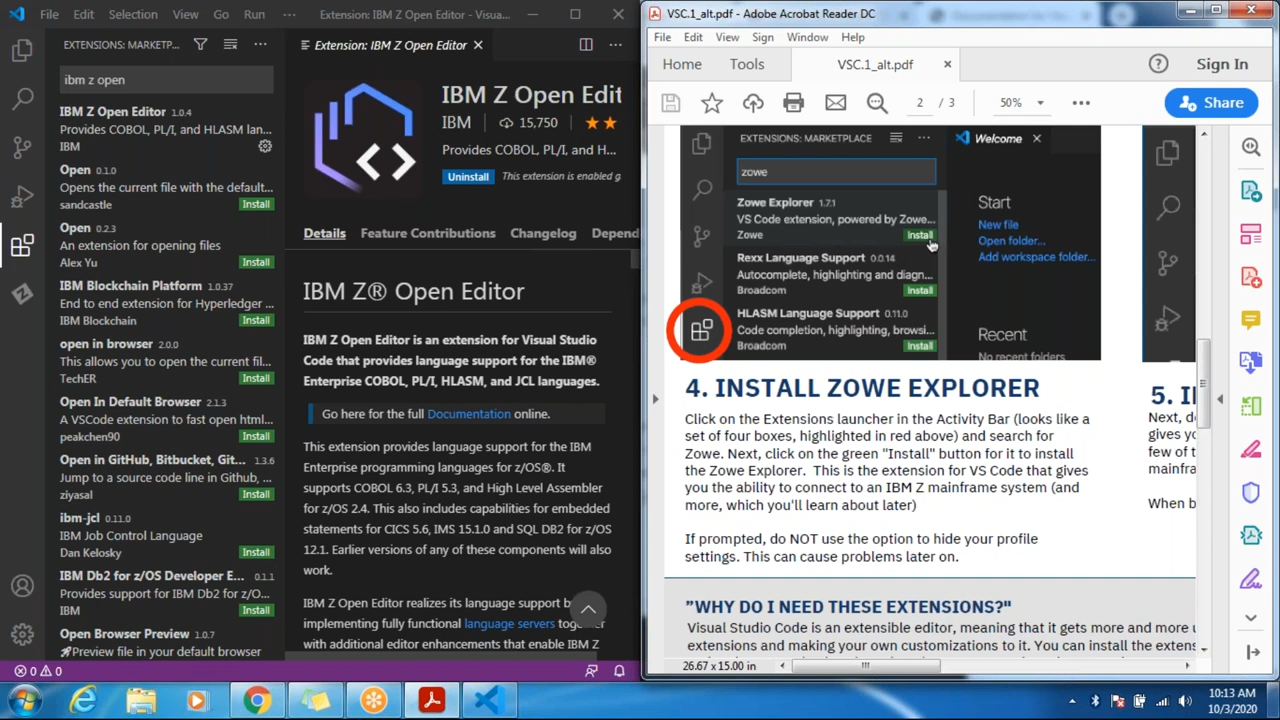 File Edit Selection View Go Run ··· Extension: IBM Z Open Editor - Visua...
EXTENSIONS: MARKETP...
ibm z open
IBM Z Open Editor 1.0.4
Provides COBOL, PL/I, and HLASM lan...
IBM
Open 0.1.0
Opens the current file with the default...
sandcastle Install
Open 0.2.3
An extension for opening files
Alex Yu Install
IBM Blockchain Platform 1.0.37
End to end extension for Hyperledger ...
IBM Blockchain Install
open in browser 2.0.0
This allows you to open the current fil...
TechER Install
Open In Default Browser 2.1.3
A VSCode extension to fast open html...
peakchen90 Install
Open in GitHub, Bitbucket, Git... 1.3.6
Jump to a source code line in Github, ...
ziyasal Install
ibm-jcl 0.11.0
IBM Job Control Language
Dan Kelosky Install
IBM Db2 for z/OS Developer E... 0.1.1
Provides support for IBM Db2 for z/O...
IBM Install
Open Browser Preview 1.0.7
🚀Preview file in your default browser
Extension: IBM Z Open Editor
IBM Z Open Edit
IBM 15,750
Provides COBOL, PL/I, and H...
Uninstall This extension is enabled g
Details Feature Contributions Changelog Depend
IBM Z® Open Editor
IBM Z Open Editor is an extension for Visual Studio
Code that provides language support for the IBM®
Enterprise COBOL, PL/I, HLASM, and JCL languages.
Go here for the full Documentation online.
This extension provides language support for the IBM
Enterprise programming languages for z/OS®. It
supports COBOL 6.3, PL/I 5.3, and High Level Assembler
for z/OS 2.4. This also includes capabilities for embedded
statements for CICS 5.6, IMS 15.1.0 and SQL DB2 for z/OS
12.1. Earlier versions of any of these components will also
work.
IBM Z Open Editor realizes its language support b
implementing fully functional language servers toge
with additional editor enhancements that enable IBM Z
0 0
VSC.1_alt.pdf - Adobe Acrobat Reader DC
File Edit View Sign Window Help
Home Tools VSC.1_alt.pdf × Sign In
2 / 3 50% Share
EXTENSIONS: MARKETPLACE ··· Welcome
zowe
Zowe Explorer 1.7.1
VS Code extension, powered by Zowe...
Zowe Install
Rexx Language Support 0.0.14
Autocomplete, highlighting and diagn...
Broadcom Install
HLASM Language Support 0.11.0
Code completion, highlighting, browsi...
Broadcom Install
Start
New file
Open folder...
Add workspace folder...
Recent
No recent folders
4. INSTALL ZOWE EXPLORER
Click on the Extensions launcher in the Activity Bar (looks like a
set of four boxes, highlighted in red above) and search for
Zowe. Next, click on the green "Install" button for it to install
the Zowe Explorer. This is the extension for VS Code that gives
you the ability to connect to an IBM Z mainframe system (and
more, which you'll learn about later)
If prompted, do NOT use the option to hide your profile
settings. This can cause problems later on.
5. I
Next, d
gives yo
few of t
mainfra
When b
"WHY DO I NEED THESE EXTENSIONS?"
Visual Studio Code is an extensible editor, meaning that it gets more and more u
extensions and making your own customizations to it. You can install the extens
26.67 x 15.00 in
10:13 AM
10/3/2020